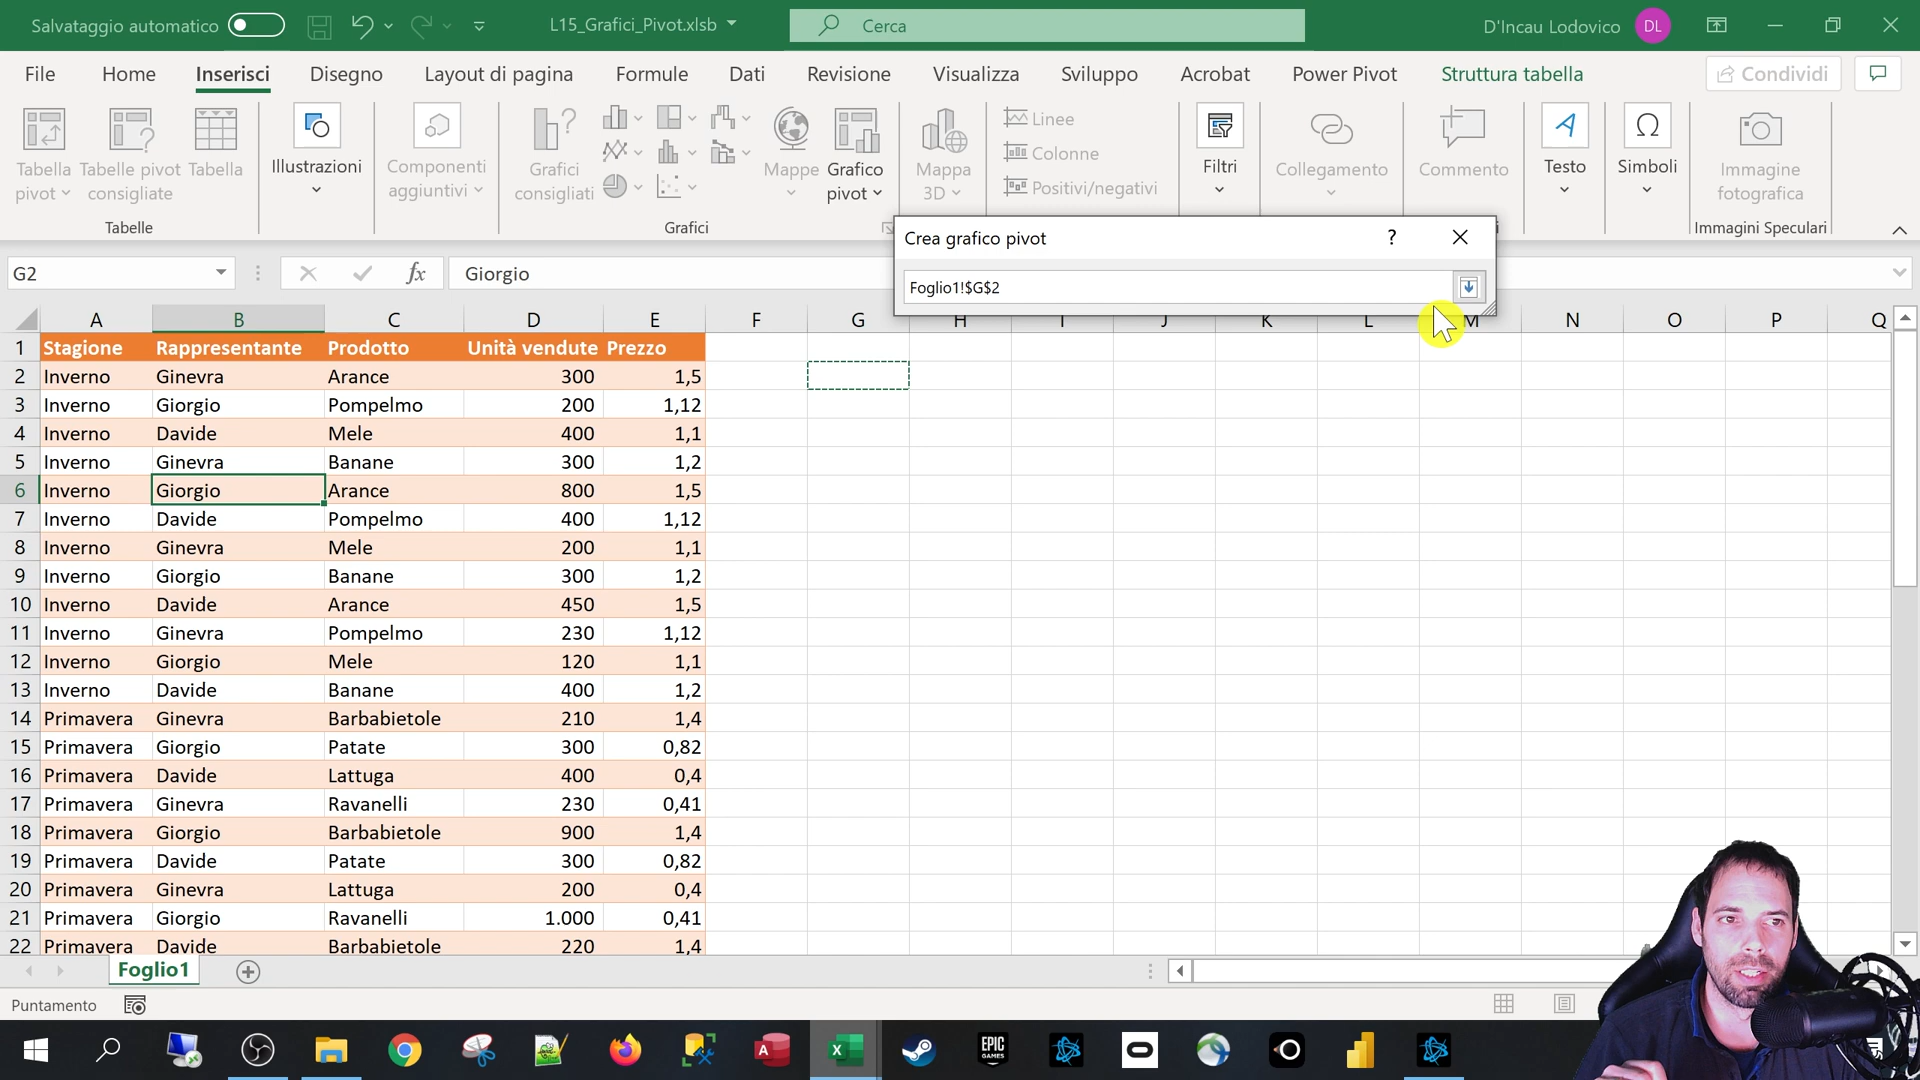 Salvataggio automatico
L15_Grafici_Pivot.xlsb
Cerca
D'Incau Lodovico
DL
File Home Inserisci Disegno Layout di pagina Formule Dati Revisione Visualizza Sviluppo Acrobat Power Pivot Struttura tabella
Condividi
Tabella pivot
Tabelle pivot consigliate
Tabella
Illustrazioni
Componenti aggiuntivi
Grafici consigliati
Mappe
Grafico pivot
Mappa 3D
Linee
Colonne
Positivi/negativi
Filtri
Collegamento
Commento
Testo
Simboli
Immagine fotografica
Tabelle
Grafici
Immagini Speculari
Crea grafico pivot
?
Foglio1!$G$2
G2
fx
Giorgio
A B C D E F G H I J K L M N O P Q
1 Stagione Rappresentante Prodotto Unità vendute Prezzo
2 Inverno Ginevra Arance 300 1,5
3 Inverno Giorgio Pompelmo 200 1,12
4 Inverno Davide Mele 400 1,1
5 Inverno Ginevra Banane 300 1,2
6 Inverno Giorgio Arance 800 1,5
7 Inverno Davide Pompelmo 400 1,12
8 Inverno Ginevra Mele 200 1,1
9 Inverno Giorgio Banane 300 1,2
10 Inverno Davide Arance 450 1,5
11 Inverno Ginevra Pompelmo 230 1,12
12 Inverno Giorgio Mele 120 1,1
13 Inverno Davide Banane 400 1,2
14 Primavera Ginevra Barbabietole 210 1,4
15 Primavera Giorgio Patate 300 0,82
16 Primavera Davide Lattuga 400 0,4
17 Primavera Ginevra Ravanelli 230 0,41
18 Primavera Giorgio Barbabietole 900 1,4
19 Primavera Davide Patate 300 0,82
20 Primavera Ginevra Lattuga 200 0,4
21 Primavera Giorgio Ravanelli 1.000 0,41
22 Primavera Davide Barbabietole 220 1,4
Foglio1
Puntamento
EPIC GAMES